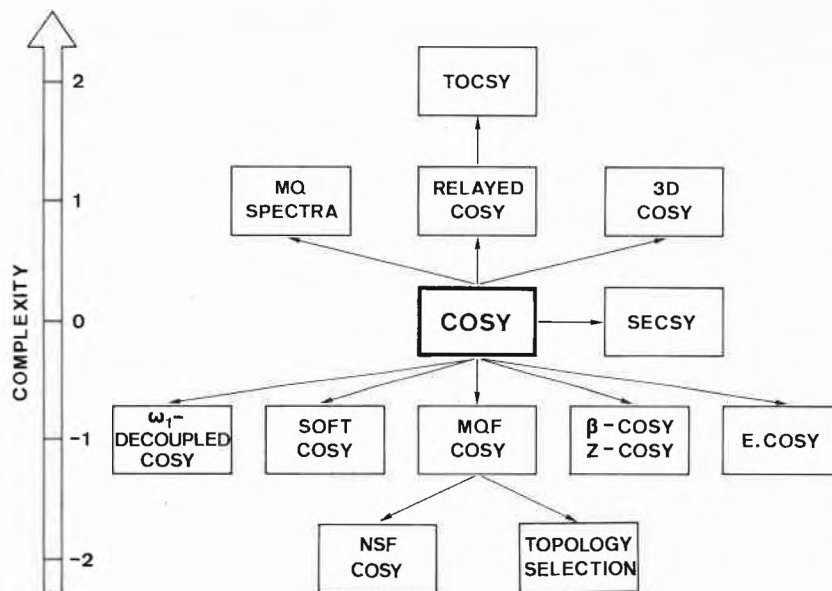 2
TOCSY
1
MQ
SPECTRA
RELAYED
COSY
3D
COSY
COMPLEXITY
0
COSY
SECSY
-1
ω₁-
DECOUPLED
COSY
SOFT
COSY
MQF
COSY
β-COSY
Z-COSY
E.COSY
-2
NSF
COSY
TOPOLOGY
SELECTION